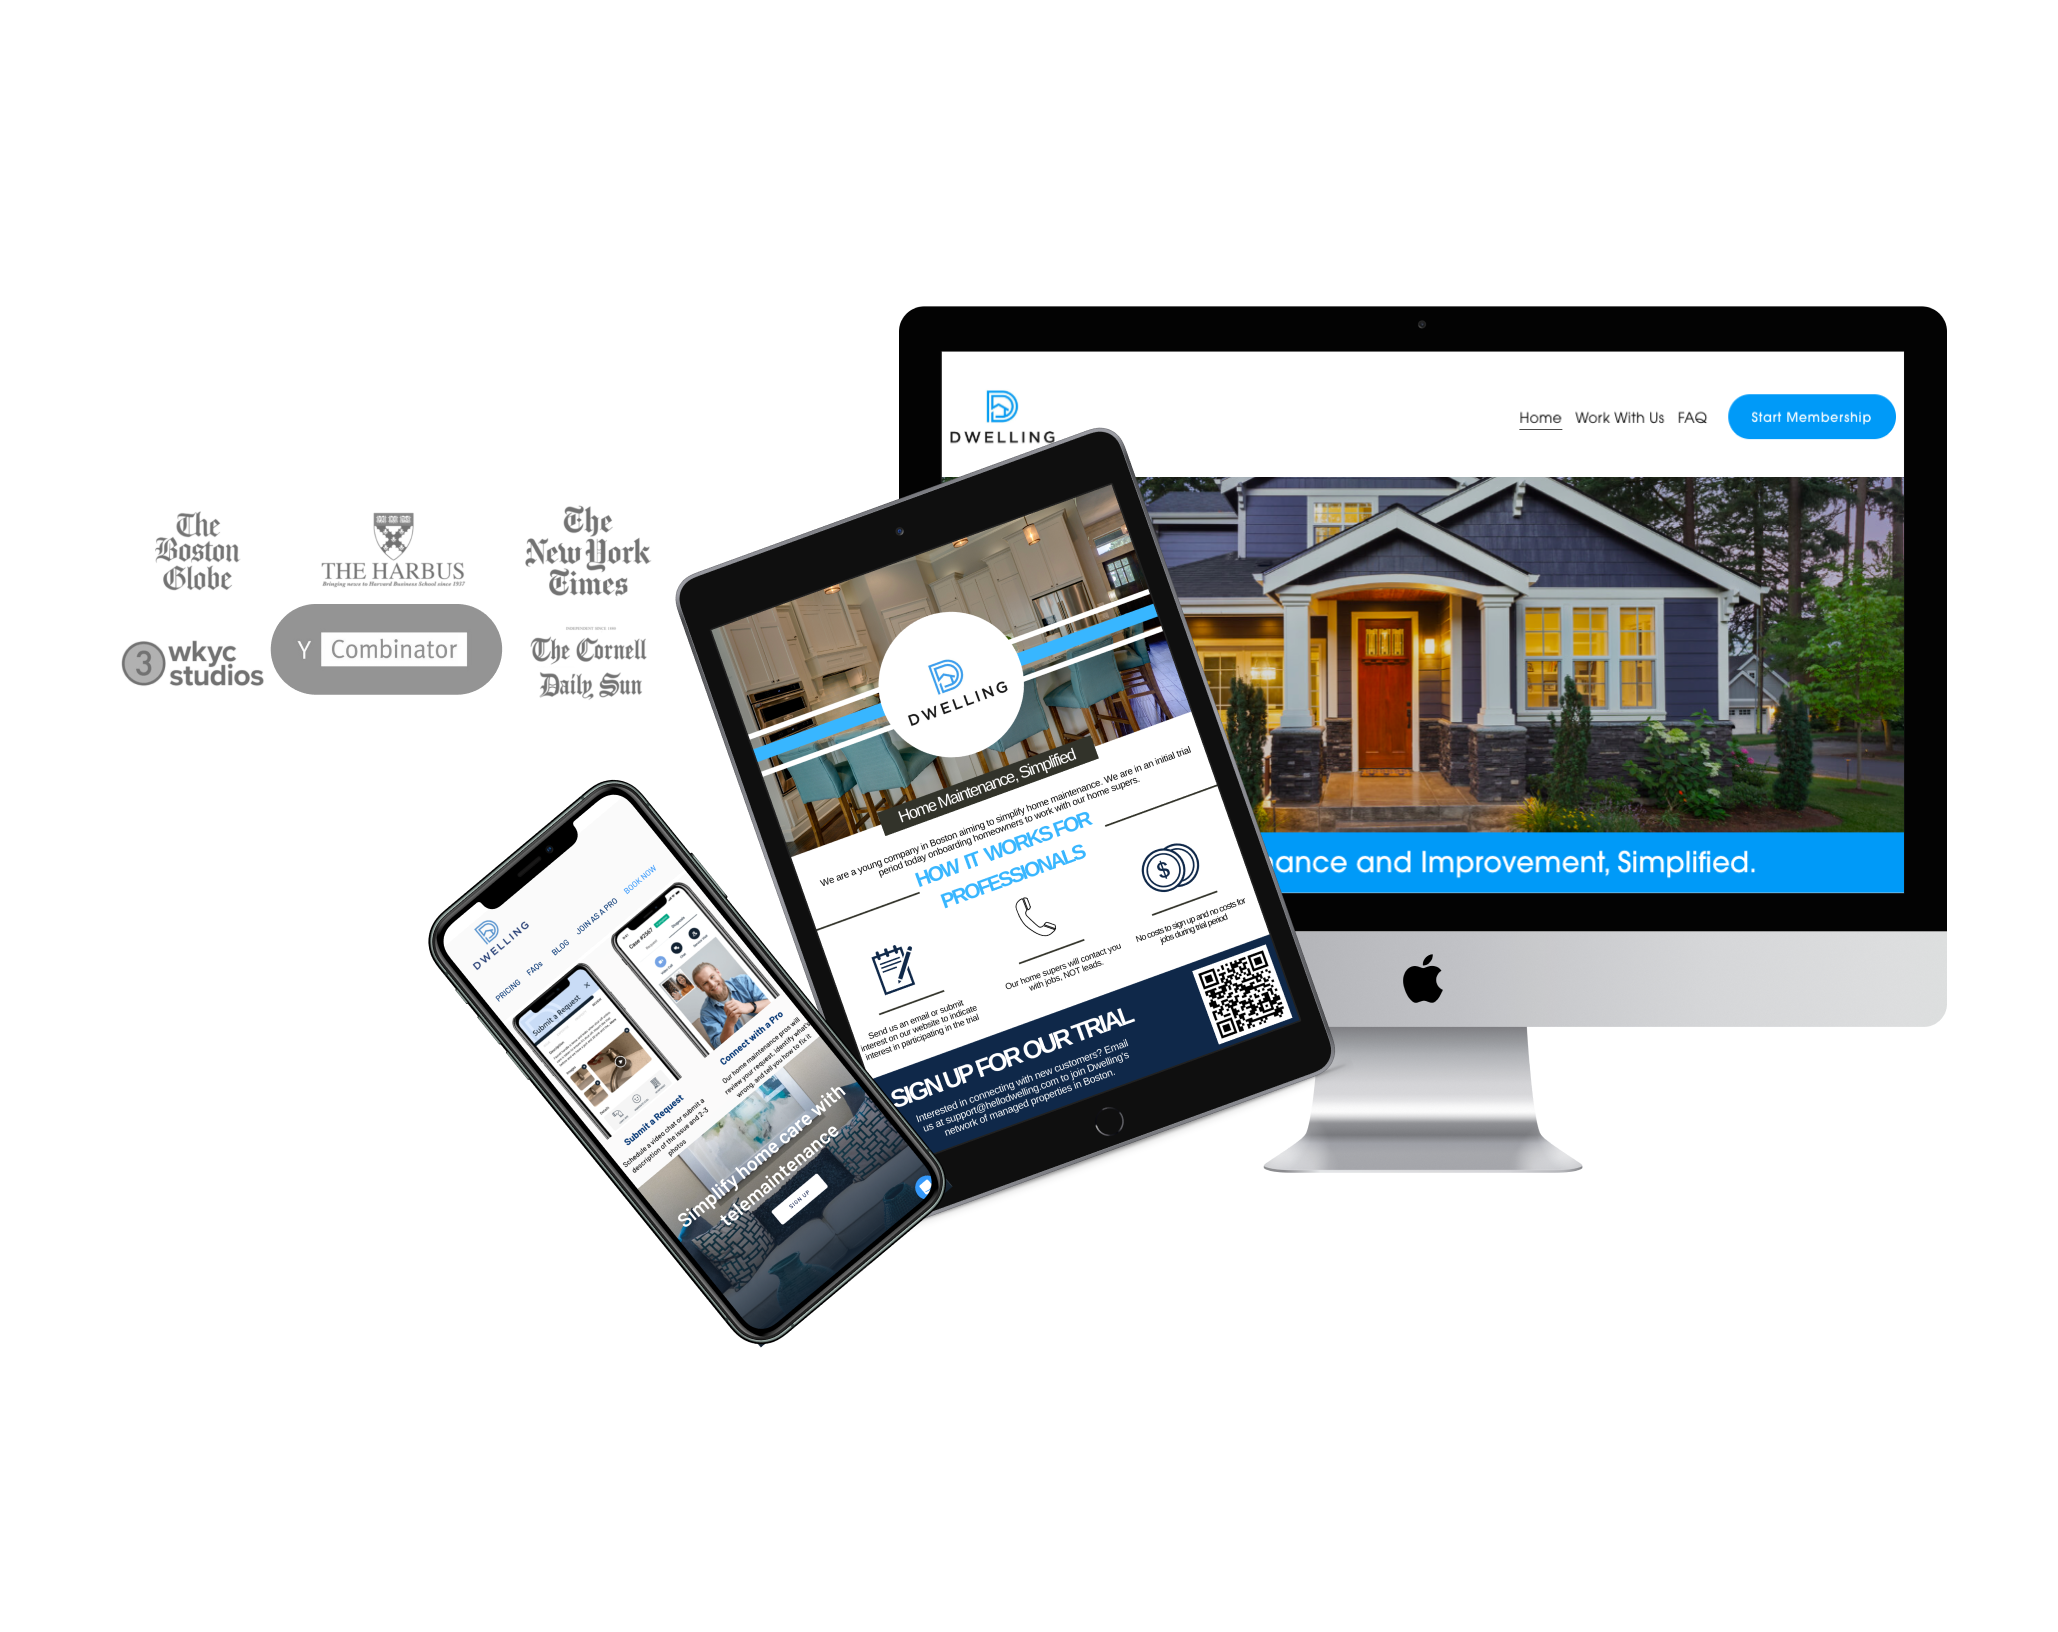 The
Boston
Globe
THE HARBUS
Bringing news to Harvard Business School since 1937
The
New York
Times
3 wkyc
studios
Y Combinator
INDEPENDENT SINCE 1880
The Cornell
Daily Sun
DWELLING
Home Work With Us FAQ Start Membership
nance and Improvement, Simplified.
DWELLING
Home Maintenance, Simplified
We are a young company in Boston aiming to simplify home maintenance. We are in an initial trial
period today onboarding homeowners to work with our home supers.
HOW IT WORKS FOR
PROFESSIONALS
Send us an email or submit
interest on our website to indicate
interest in participating in the trial
Our home supers will contact you
with jobs, NOT leads.
No costs to sign up and no costs for
jobs during trial period
SIGN UP FOR OUR TRIAL
Interested in connecting with new customers? Email
us at support@hellodwelling.com to join Dwelling's
network of managed properties in Boston.
DWELLING
PRICING FAQs BLOG JOIN AS A PRO BOOK NOW
Submit a Request
Description
Case #2567
Submit a Request
Schedule a video chat or submit a
description of the issue and 2-3
photos
Connect with a Pro
Our home maintenance pros will
review your request, identify what's
wrong, and tell you how to fix it
Simplify home care with
telemaintenance
SIGN UP